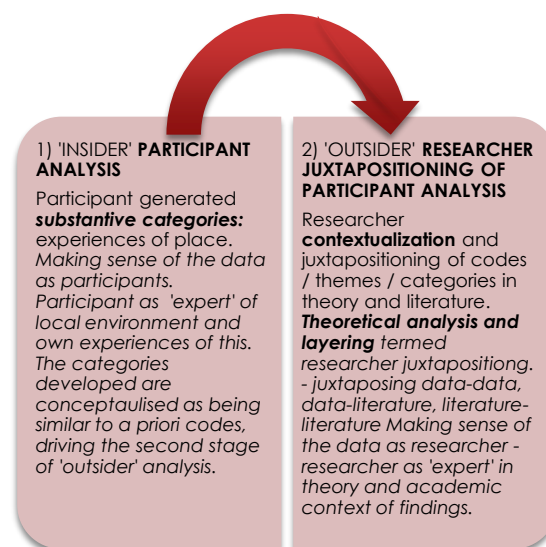 1) 'INSIDER' PARTICIPANT
ANALYSIS
Participant generated
substantive categories:
experiences of place.
Making sense of the data
as participants.
Participant as 'expert' of
local environment and
own experiences of this.
The categories
developed are
conceptaulised as being
similar to a priori codes,
driving the second stage
of 'outsider' analysis.
2) 'OUTSIDER' RESEARCHER
JUXTAPOSITIONING OF
PARTICIPANT ANALYSIS
Researcher
contextualization and
juxtapositioning of codes
/ themes / categories in
theory and literature.
Theoretical analysis and
layering termed
researcher juxtapositiong.
- juxtaposing data-data,
data-literature, literature-
literature Making sense of
the data as researcher -
researcher as 'expert' in
theory and academic
context of findings.